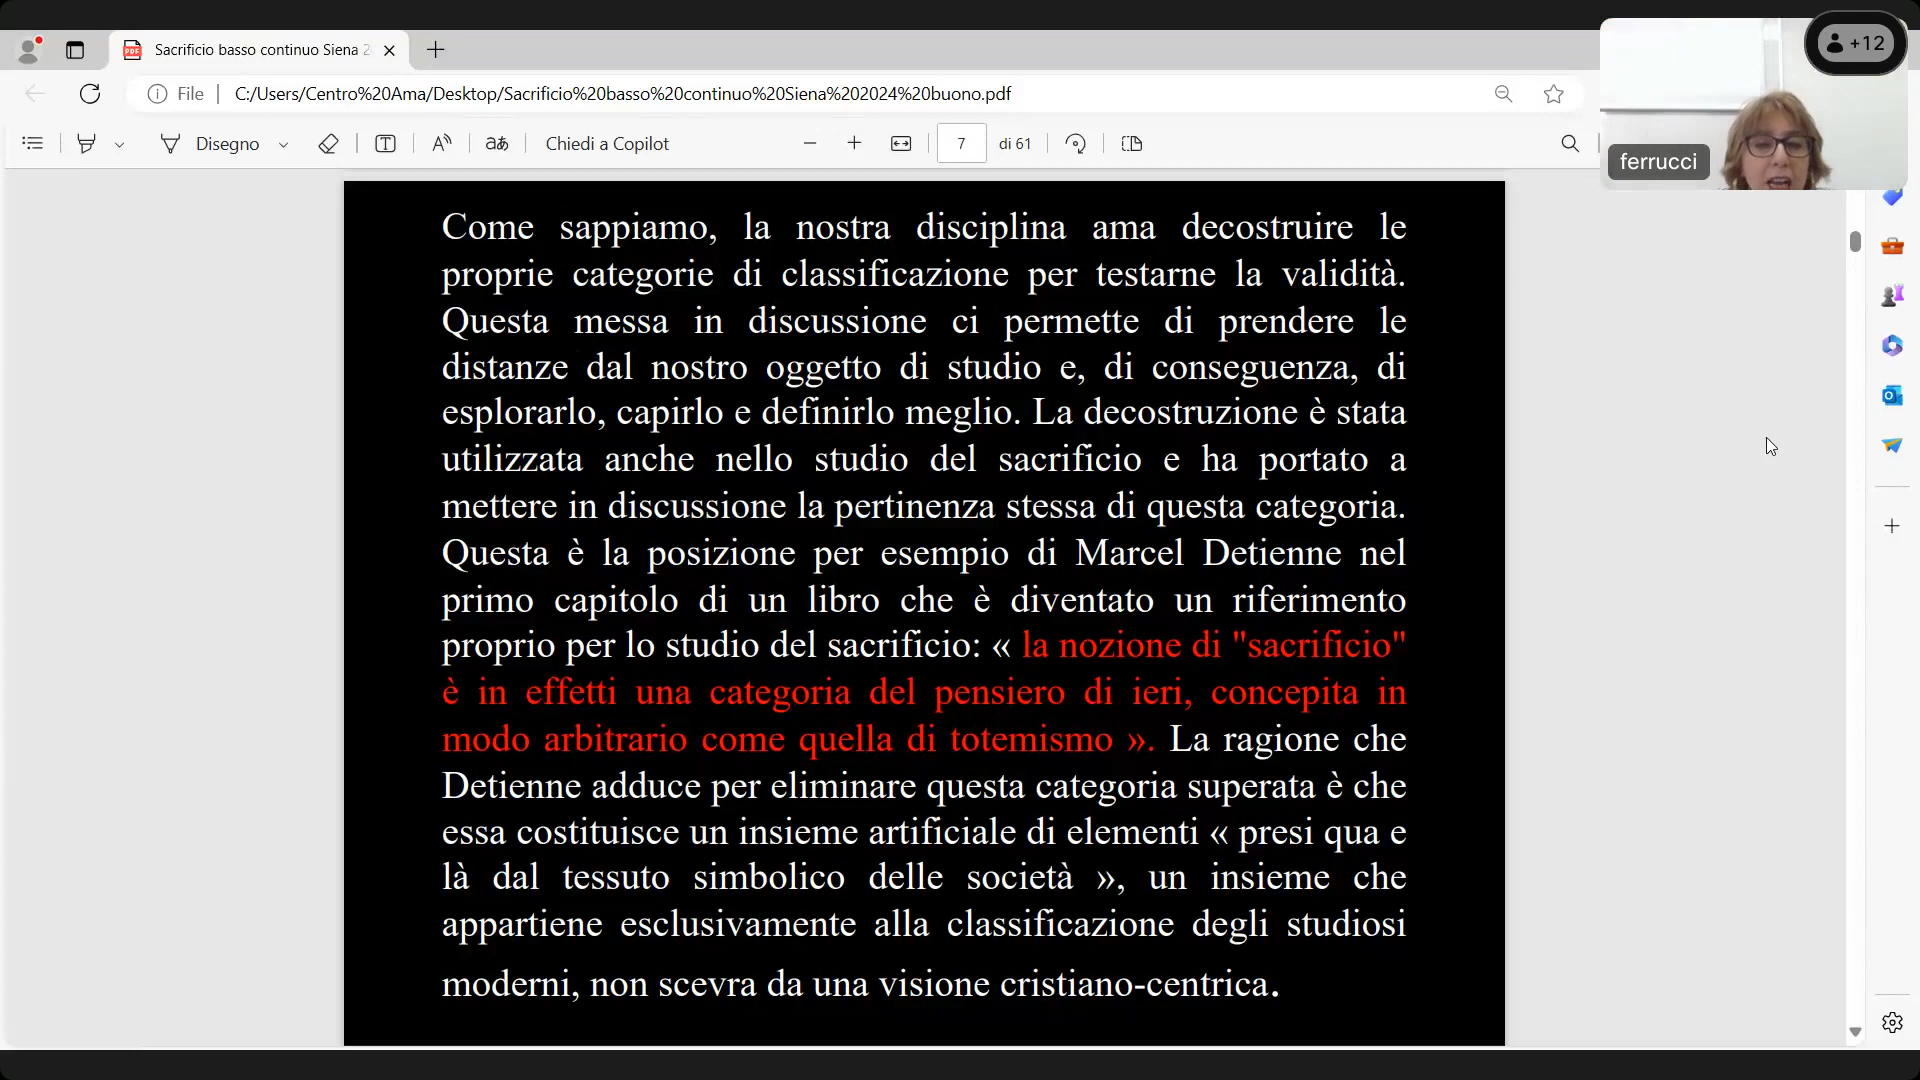 Sacrificio basso continuo Siena 2
+12
File
C:/Users/Centro%20Ama/Desktop/Sacrificio%20basso%20continuo%20Siena%202024%20buono.pdf
Disegno
Chiedi a Copilot
7 di 61
ferrucci
Come sappiamo, la nostra disciplina ama decostruire le
proprie categorie di classificazione per testarne la validità.
Questa messa in discussione ci permette di prendere le
distanze dal nostro oggetto di studio e, di conseguenza, di
esplorarlo, capirlo e definirlo meglio. La decostruzione è stata
utilizzata anche nello studio del sacrificio e ha portato a
mettere in discussione la pertinenza stessa di questa categoria.
Questa è la posizione per esempio di Marcel Detienne nel
primo capitolo di un libro che è diventato un riferimento
proprio per lo studio del sacrificio: « la nozione di "sacrificio"
è in effetti una categoria del pensiero di ieri, concepita in
modo arbitrario come quella di totemismo ». La ragione che
Detienne adduce per eliminare questa categoria superata è che
essa costituisce un insieme artificiale di elementi « presi qua e
là dal tessuto simbolico delle società », un insieme che
appartiene esclusivamente alla classificazione degli studiosi
moderni, non scevra da una visione cristiano-centrica.